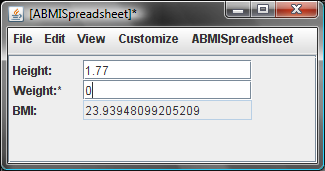 [ABMISpreadsheet]*
File Edit View Customize ABMISpreadsheet
Height: 1.77
Weight:* 0
BMI: 23.93948099205209